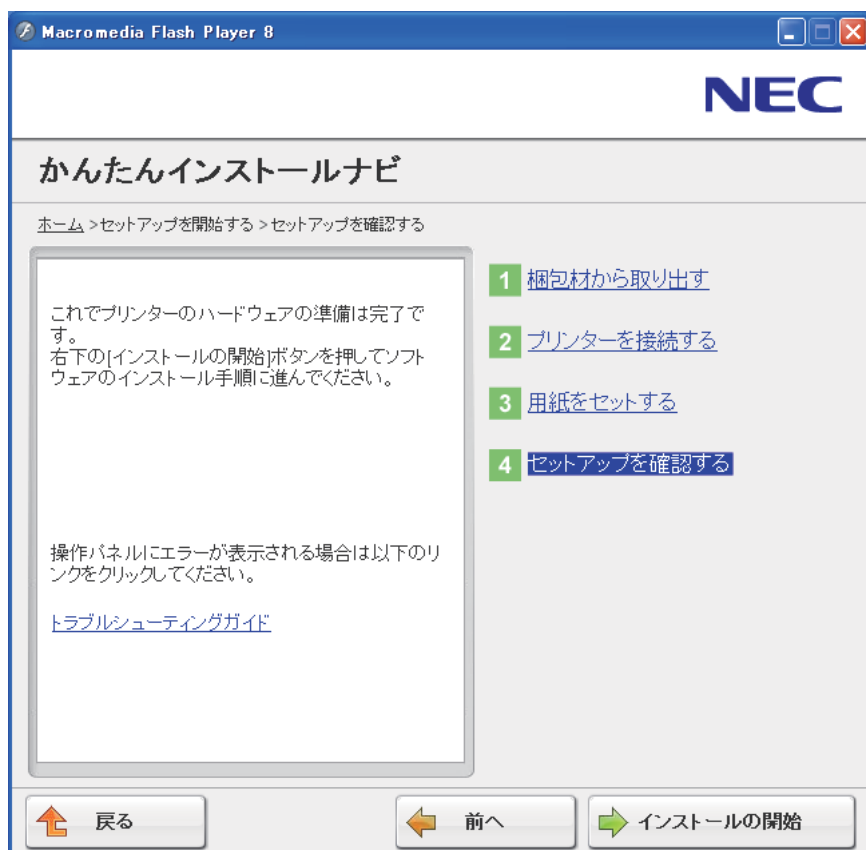 Macromedia Flash Player 8
NEC
かんたんインストールナビ
ホーム >セットアップを開始する >セットアップを確認する
これでプリンターのハードウェアの準備は完了で
す。
右下の[インストールの開始]ボタンを押してソフト
ウェアのインストール手順に進んでください。
操作パネルにエラーが表示される場合は以下のリ
ンクをクリックしてください。
トラブルシューティングガイド
1 梱包材から取り出す
2 プリンターを接続する
3 用紙をセットする
4 セットアップを確認する
戻る
前へ
インストールの開始